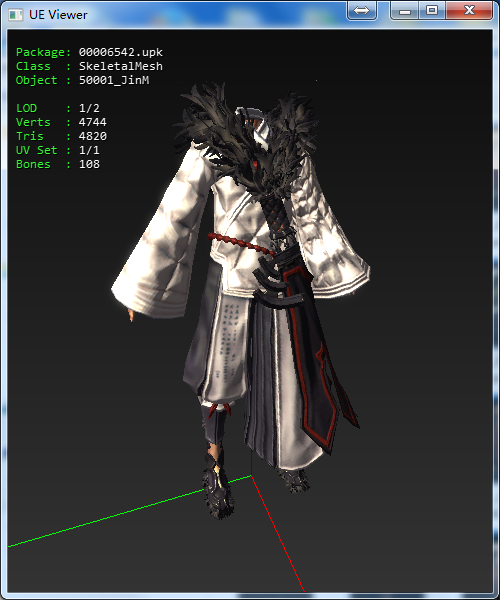 UE Viewer
Package: 00006542.upk
Class  : SkeletalMesh
Object : 50001_JinM
LOD    : 1/2
Verts  : 4744
Tris   : 4820
UV Set : 1/1
Bones  : 108